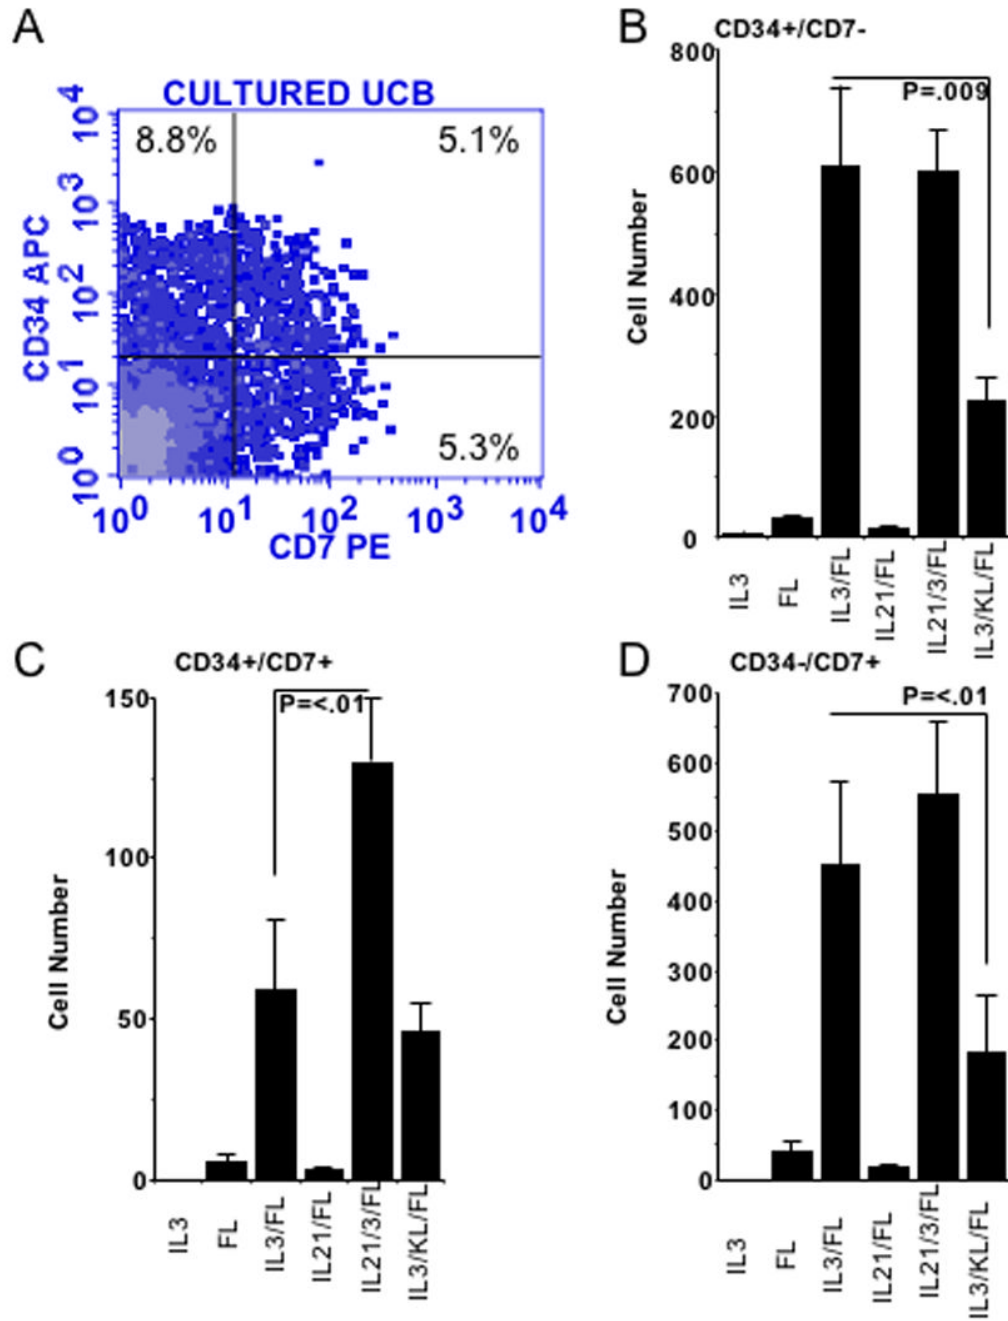 A
CULTURED UCB
8.8%
5.1%
5.3%
10^4
10^3
10^2
10^1
10^0
CD34 APC
10^0 10^1 10^2 10^3 10^4
CD7 PE
B
CD34+/CD7-
P=.009
800
600
400
200
0
Cell Number
IL3
FL
IL3/FL
IL21/FL
IL21/3/FL
IL3/KL/FL
C
CD34+/CD7+
P=<.01
150
100
50
0
Cell Number
IL3
FL
IL3/FL
IL21/FL
IL21/3/FL
IL3/KL/FL
D
CD34-/CD7+
P=<.01
700
600
500
400
300
200
100
0
Cell Number
IL3
FL
IL3/FL
IL21/FL
IL21/3/FL
IL3/KL/FL